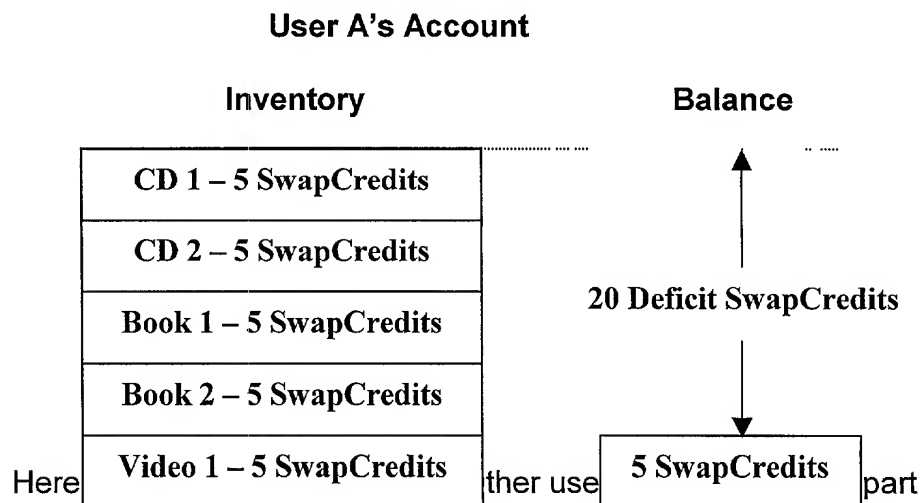 User A's Account
Inventory Balance
CD 1 – 5 SwapCredits
CD 2 – 5 SwapCredits
20 Deficit SwapCredits
Book 1 – 5 SwapCredits
Book 2 – 5 SwapCredits
Here Video 1 – 5 SwapCredits ther use 5 SwapCredits part